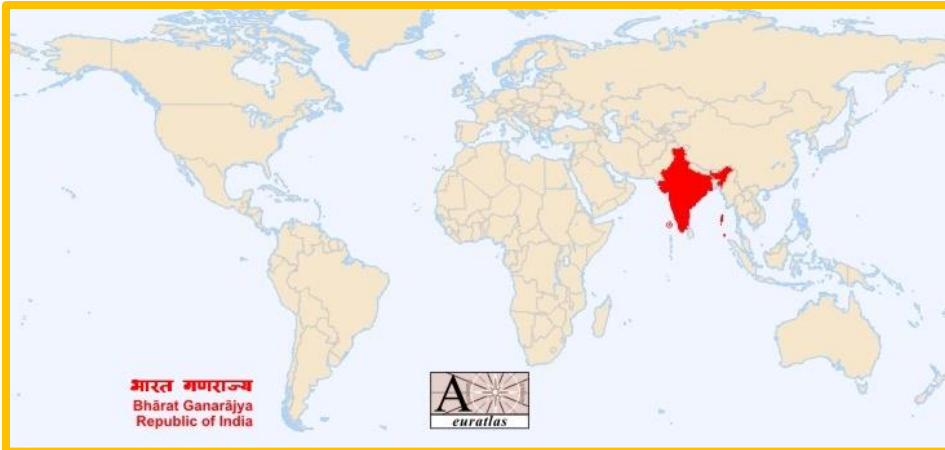 भारत गणराज्य
Bhārat Ganarājya
Republic of India
A
euratlas